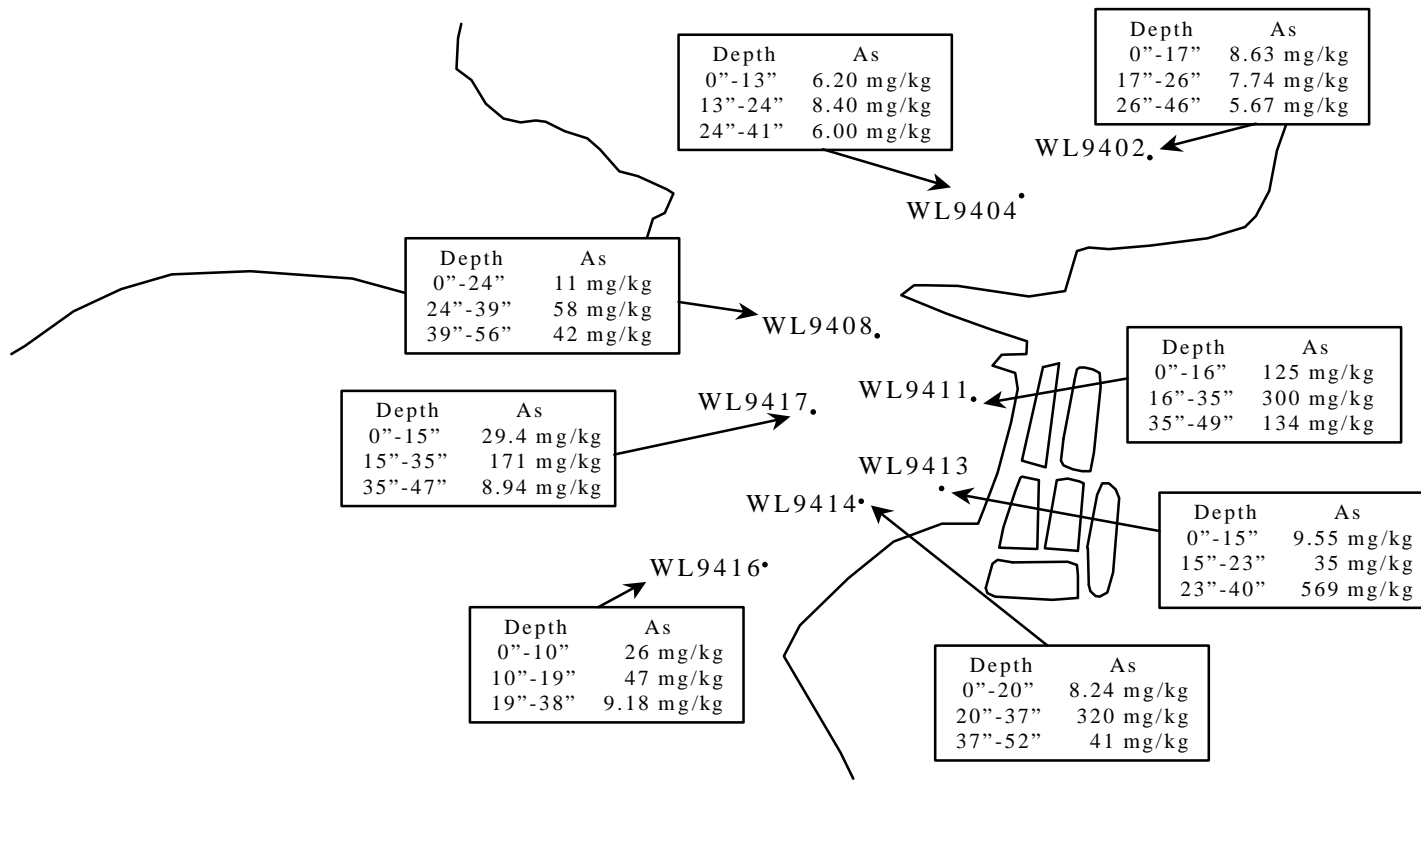 Depth As
0”-17” 8.63 mg/kg
17”-26” 7.74 mg/kg
26”-46” 5.67 mg/kg
Depth As
0”-13” 6.20 mg/kg
13”-24” 8.40 mg/kg
24”-41” 6.00 mg/kg
WL9402
WL9404
Depth As
0”-24” 11 mg/kg
24”-39” 58 mg/kg
39”-56” 42 mg/kg
WL9408
Depth As
0”-16” 125 mg/kg
16”-35” 300 mg/kg
35”-49” 134 mg/kg
WL9411
WL9417
Depth As
0”-15” 29.4 mg/kg
15”-35” 171 mg/kg
35”-47” 8.94 mg/kg
WL9413
WL9414
Depth As
0”-15” 9.55 mg/kg
15”-23” 35 mg/kg
23”-40” 569 mg/kg
WL9416
Depth As
0”-10” 26 mg/kg
10”-19” 47 mg/kg
19”-38” 9.18 mg/kg
Depth As
0”-20” 8.24 mg/kg
20”-37” 320 mg/kg
37”-52” 41 mg/kg